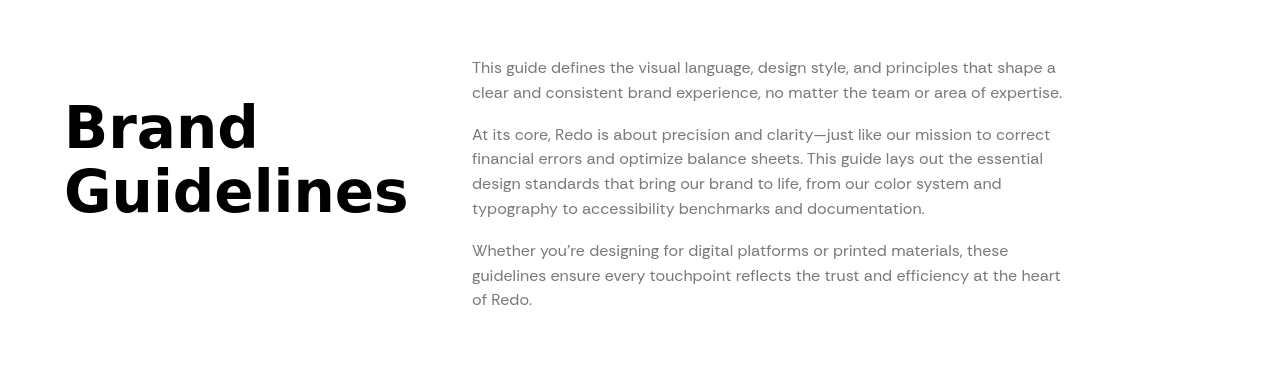 Brand
Guidelines
This guide defines the visual language, design style, and principles that shape a
clear and consistent brand experience, no matter the team or area of expertise.
At its core, Redo is about precision and clarity—just like our mission to correct
financial errors and optimize balance sheets. This guide lays out the essential
design standards that bring our brand to life, from our color system and
typography to accessibility benchmarks and documentation.
Whether you’re designing for digital platforms or printed materials, these
guidelines ensure every touchpoint reflects the trust and efficiency at the heart
of Redo.